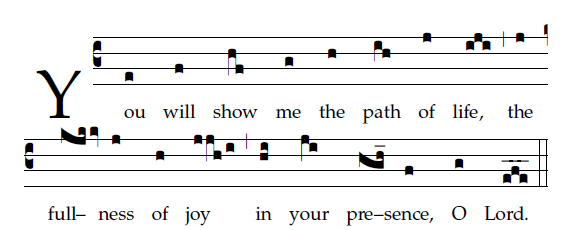 You will show me the path of life, the
full– ness of joy in your pre–sence, O Lord.